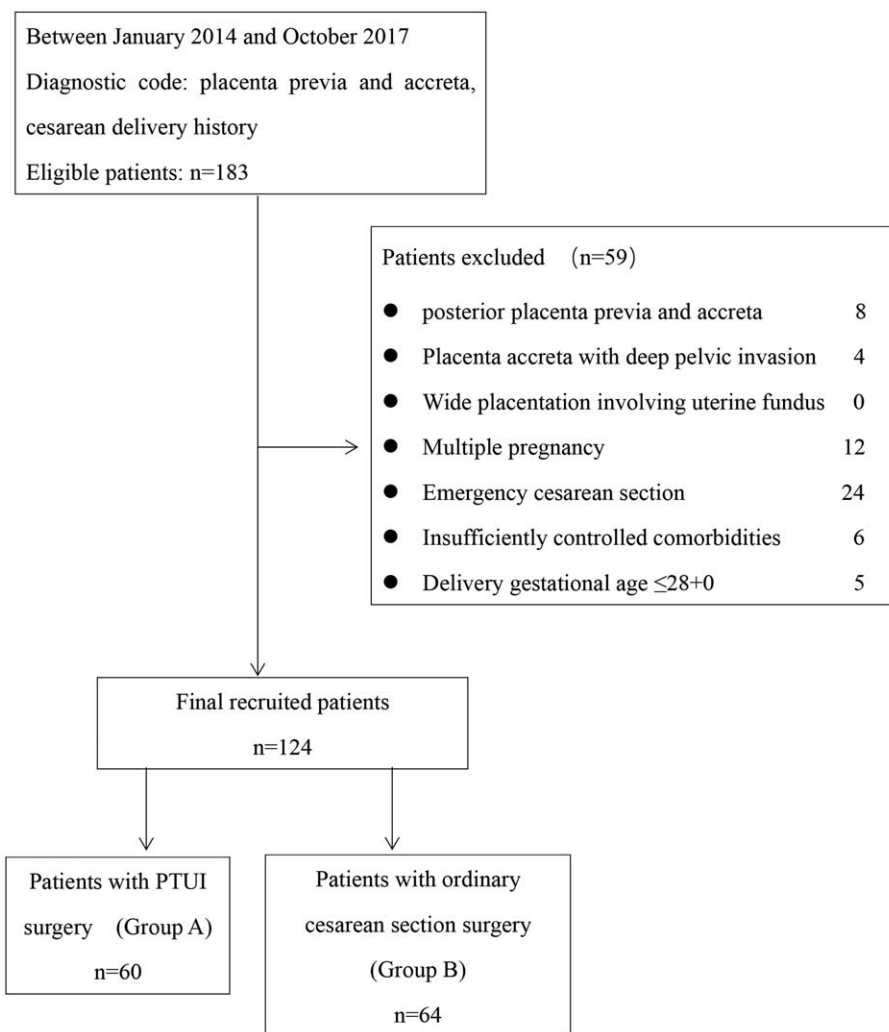 Between January 2014 and October 2017
Diagnostic code: placenta previa and accreta,
cesarean delivery history
Eligible patients: n=183
Patients excluded (n=59)
● posterior placenta previa and accreta 8
● Placenta accreta with deep pelvic invasion 4
● Wide placentation involving uterine fundus 0
● Multiple pregnancy 12
● Emergency cesarean section 24
● Insufficiently controlled comorbidities 6
● Delivery gestational age ≤28+0 5
Final recruited patients
n=124
Patients with PTUI
surgery (Group A)
n=60
Patients with ordinary
cesarean section surgery
(Group B)
n=64